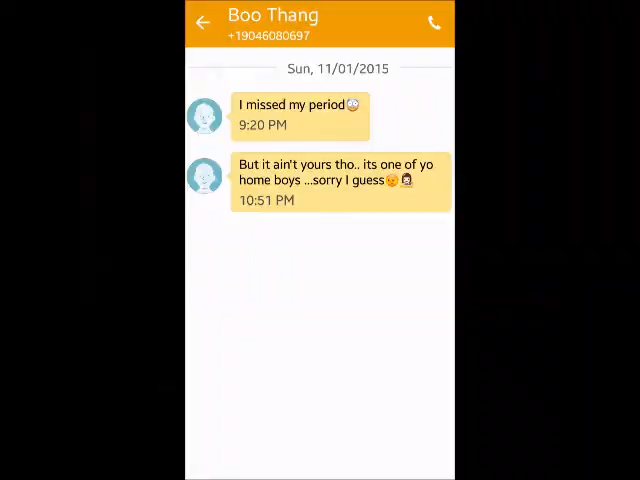 Boo Thang
+19046080697
Sun, 11/01/2015
I missed my period😳
9:20 PM
But it ain't yours tho.. its one of yo
home boys ...sorry I guess😡💁
10:51 PM